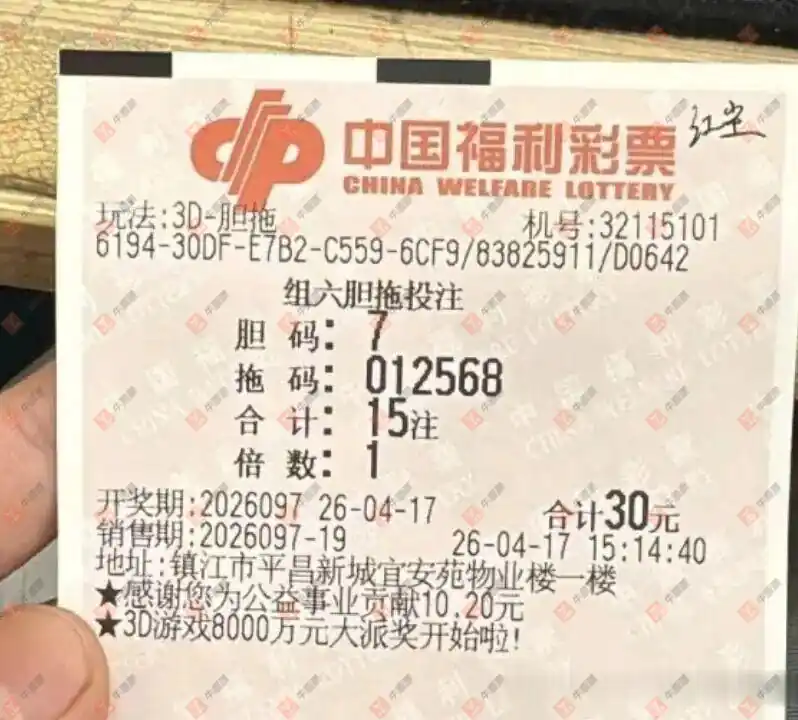 中国福利彩票
CHINA WELFARE LOTTERY
玩法:3D-胆拖 机号:32115101
6194-30DF-E7B2-C559-6CF9/83825911/D0642
组六胆拖投注
胆 码: 7
拖 码: 012568
合 计: 15注
倍 数: 1
开奖期:2026097 26-04-17 合计30元
销售期:2026097-19 26-04-17 15:14:40
地址:镇江市平昌新城宜安苑物业楼一楼
★感谢您为公益事业贡献10.20元
★3D游戏8000万元大派奖开始啦!